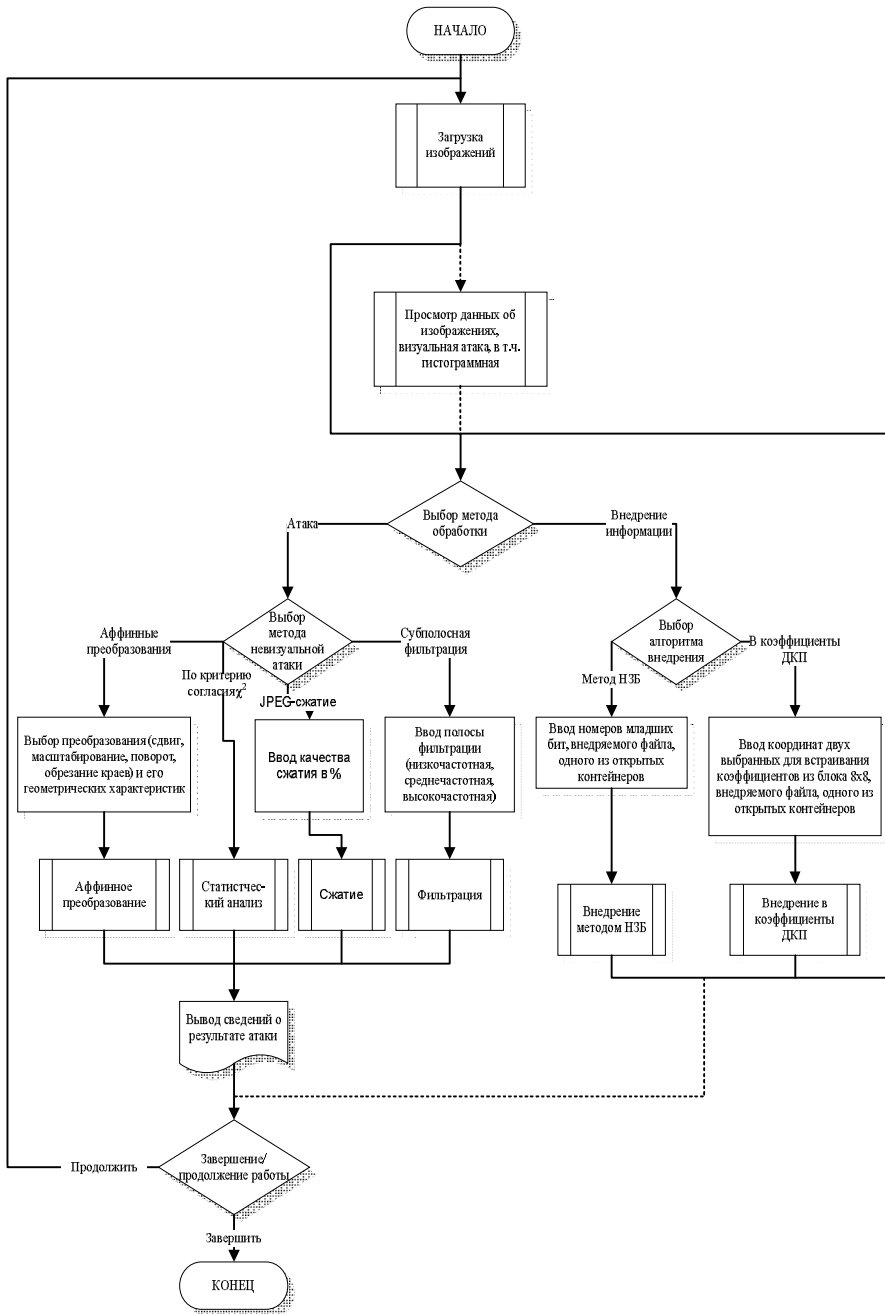 НАЧАЛО
Загрузка
изображений
Просмотр данных об
изображениях,
визуальная атака, в т.ч.
гистограммная
Выбор метода
обработки
Атака
Внедрение
информации
Выбор
метода
невизуальной
атаки
Аффинные
преобразования
По критерию
согласия χ²
JPEG-сжатие
Субполосная
фильтрация
Выбор
алгоритма
внедрения
Метод НЗБ
В коэффициенты
ДКП
Выбор преобразования (сдвиг,
масштабирование, поворот,
обрезание краев) и его
геометрических характеристик
Ввод качества
сжатия в %
Ввод полосы
фильтрации
(низкочастотная,
среднечастотная,
высокочастотная)
Ввод номеров младших
бит, внедряемого файла,
одного из открытых
контейнеров
Ввод координат двух
выбранных для встраивания
коэффициентов из блока 8х8,
внедряемого файла, одного из
открытых контейнеров
Аффинное
преобразование
Статистчес-
кий анализ
Сжатие
Фильтрация
Внедрение
методом НЗБ
Внедрение в
коэффициенты
ДКП
Вывод сведений о
результате атаки
Завершение/
продолжение работы
Продолжить
Завершить
КОНЕЦ